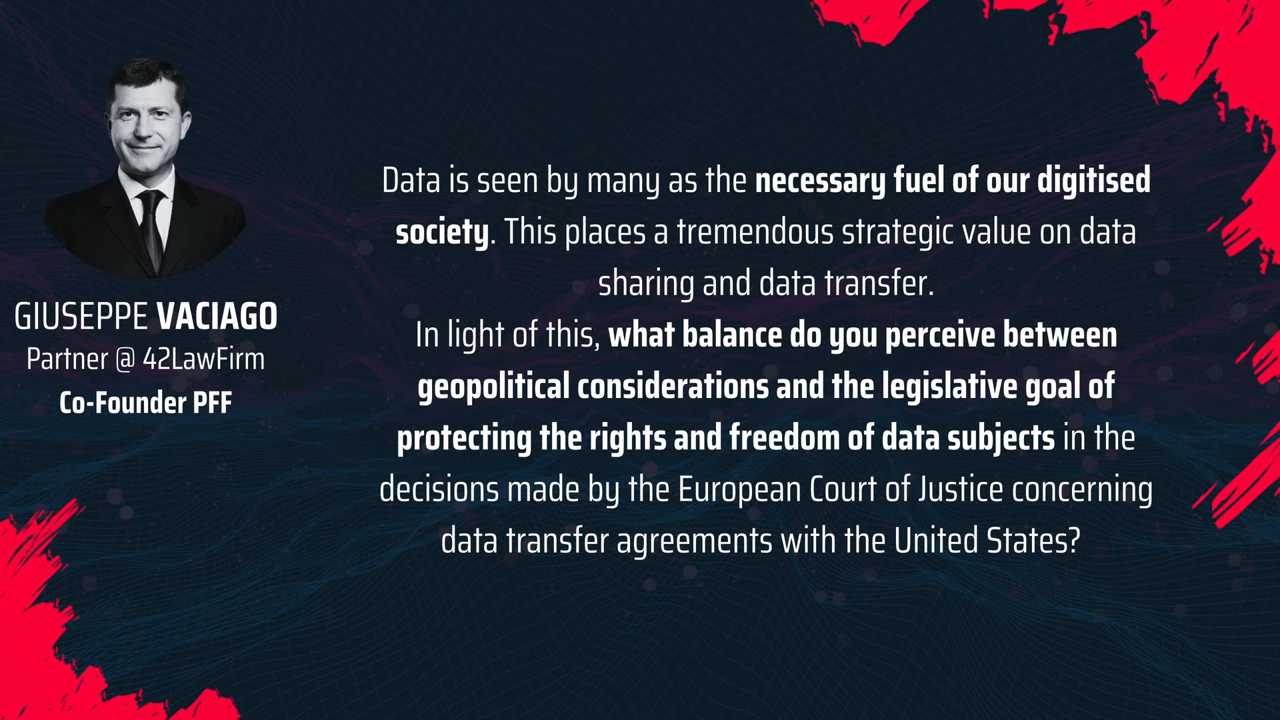 GIUSEPPE VACIAGO
Partner @ 42LawFirm
Co-Founder PFF
Data is seen by many as the necessary fuel of our digitised
society. This places a tremendous strategic value on data
sharing and data transfer.
In light of this, what balance do you perceive between
geopolitical considerations and the legislative goal of
protecting the rights and freedom of data subjects in the
decisions made by the European Court of Justice concerning
data transfer agreements with the United States?